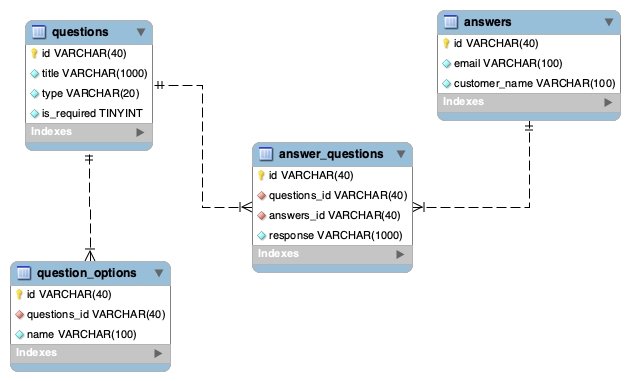 questions
id VARCHAR(40)
title VARCHAR(1000)
type VARCHAR(20)
is_required TINYINT
Indexes
answers
id VARCHAR(40)
email VARCHAR(100)
customer_name VARCHAR(100)
Indexes
answer_questions
id VARCHAR(40)
questions_id VARCHAR(40)
answers_id VARCHAR(40)
response VARCHAR(1000)
Indexes
question_options
id VARCHAR(40)
questions_id VARCHAR(40)
name VARCHAR(100)
Indexes